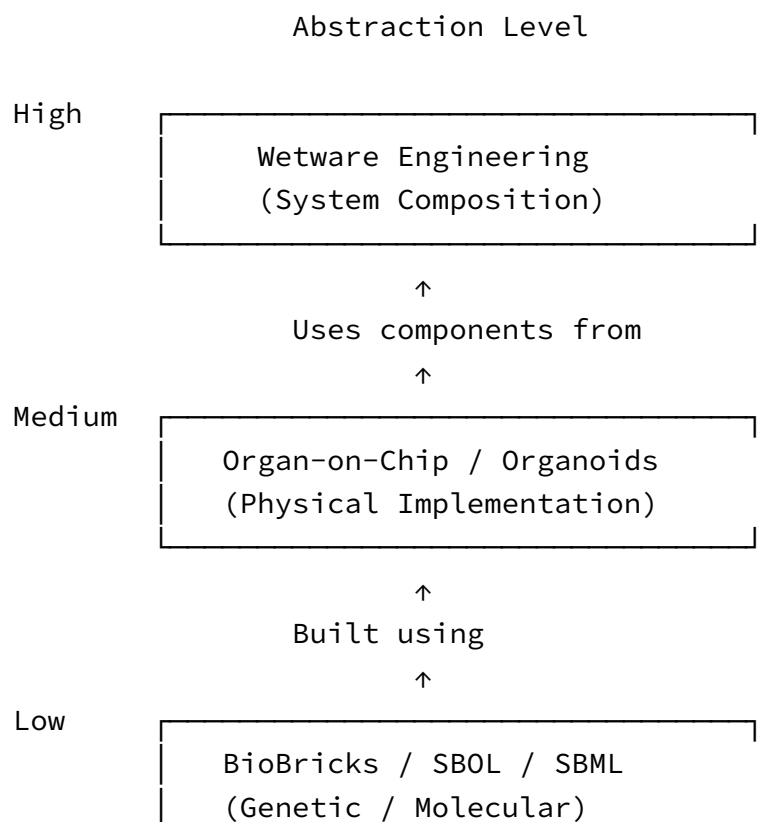 Abstraction Level
High
Wetware Engineering
(System Composition)
↑
Uses components from
↑
Medium
Organ-on-Chip / Organoids
(Physical Implementation)
↑
Built using
↑
Low
BioBricks / SBOL / SBML
(Genetic / Molecular)